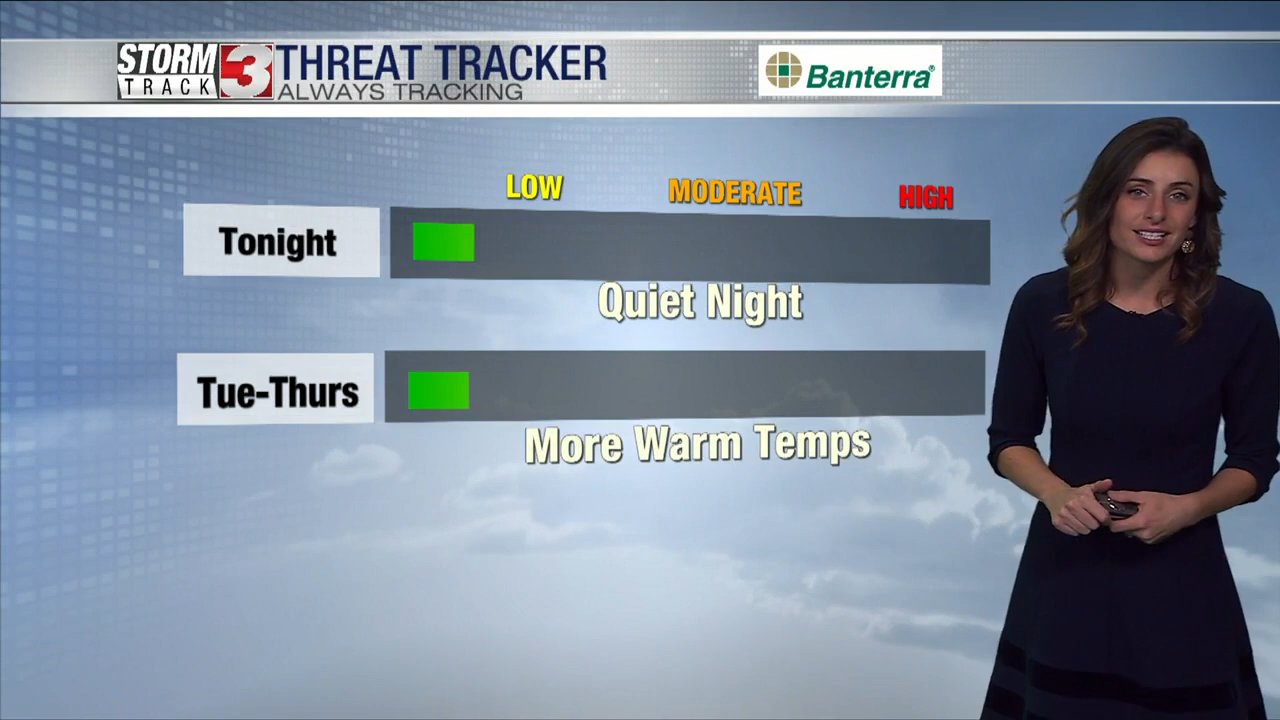 STORM
TRACK 3
THREAT TRACKER
ALWAYS TRACKING
Banterra®
LOW MODERATE HIGH
Tonight
Quiet Night
Tue-Thurs
More Warm Temps